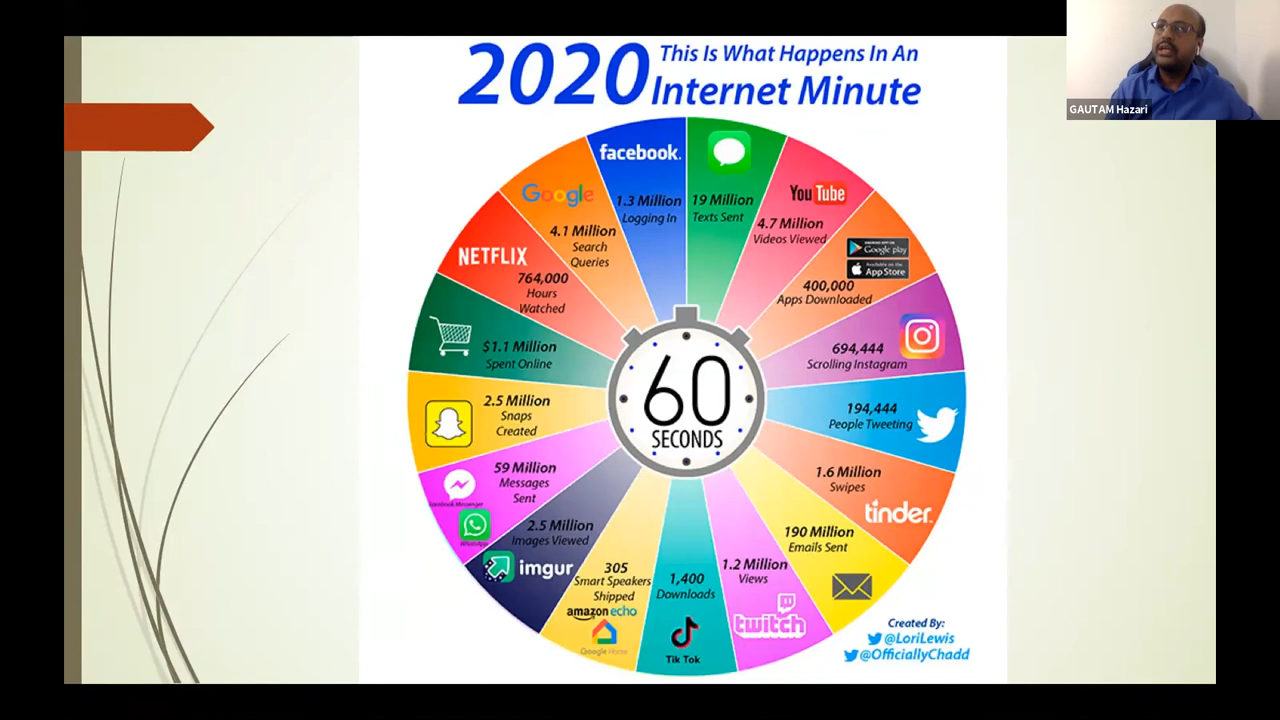 2020 This Is What Happens In An
Internet Minute
GAUTAM Hazari
facebook.
1.3 Million
Logging In
19 Million
Texts Sent
YouTube
4.7 Million
Videos Viewed
Google play
Available on the
App Store
400,000
Apps Downloaded
694,444
Scrolling Instagram
194,444
People Tweeting
1.6 Million
Swipes
tinder
190 Million
Emails Sent
1.2 Million
Views
twitch
1,400
Downloads
Tik Tok
305
Smart Speakers
Shipped
amazon echo
Google Home
2.5 Million
Images Viewed
imgur
59 Million
Messages
Sent
Facebook Messenger
WhatsApp
2.5 Million
Snaps
Created
$1.1 Million
Spent Online
NETFLIX
764,000
Hours
Watched
Google
4.1 Million
Search
Queries
60
SECONDS
Created By:
@LoriLewis
@OfficiallyChadd